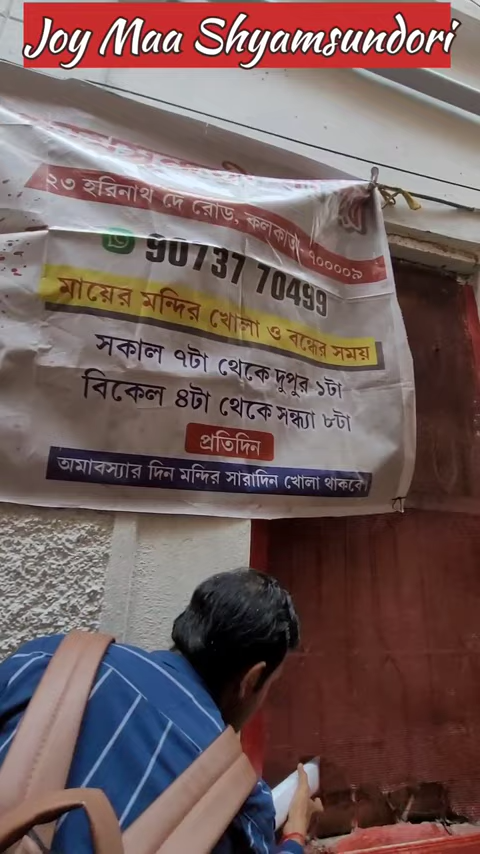 Joy Maa Shyamsundori
২৩ হরিনাথ দে রোড, কলকাতা- ৭০০০০৯
90737 70499
মায়ের মন্দির খোলা ও বন্ধের সময়
সকাল ৭টা থেকে দুপুর ১টা
বিকেল ৪টা থেকে সন্ধ্যা ৮টা
প্রতিদিন
অমাবস্যার দিন মন্দির সারাদিন খোলা থাকবে।